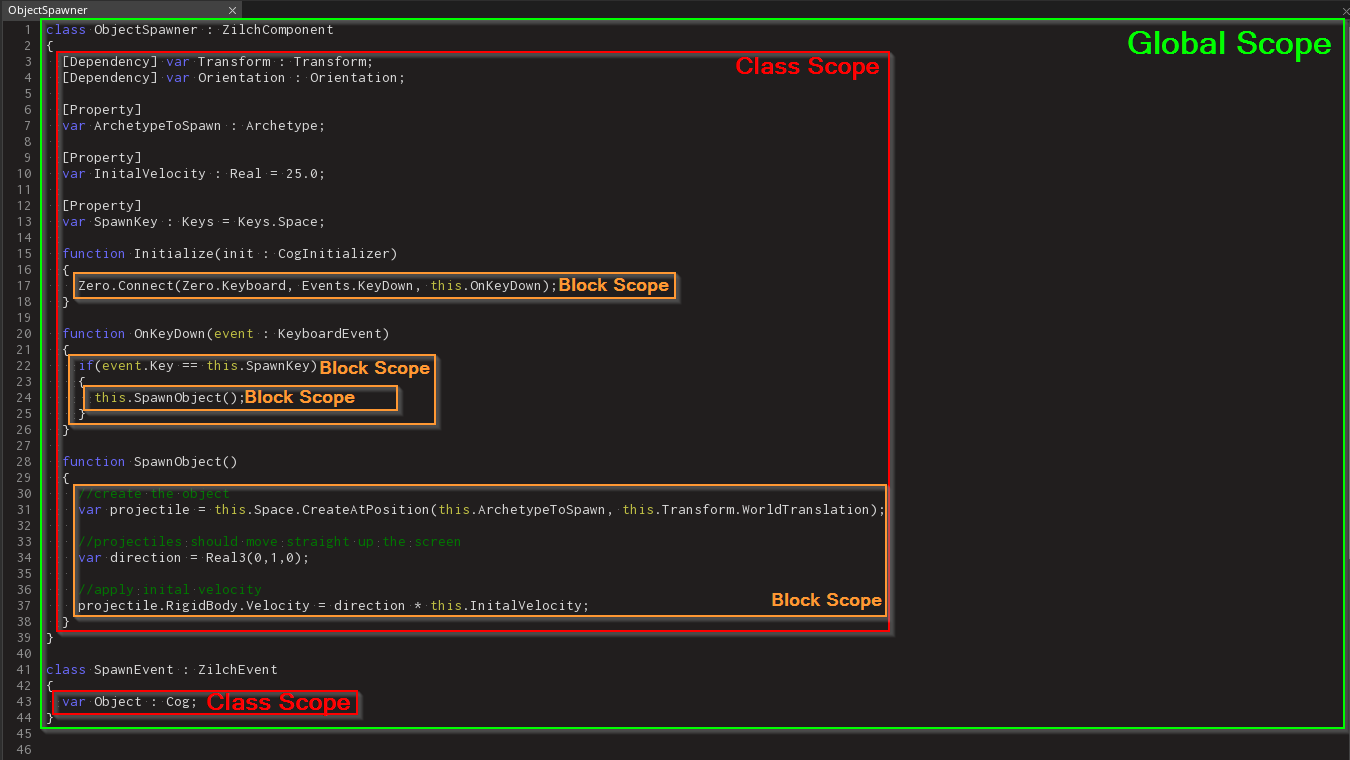 ObjectSpawner
1 class ObjectSpawner : ZilchComponent
Global Scope
2 {
3 [Dependency] var Transform : Transform;
Class Scope
4 [Dependency] var Orientation : Orientation;
5
6 [Property]
7 var ArchetypeToSpawn : Archetype;
8
9 [Property]
10 var InitalVelocity : Real = 25.0;
11
12 [Property]
13 var SpawnKey : Keys = Keys.Space;
14
15 function Initialize(init : CogInitializer)
16 {
17 Zero.Connect(Zero.Keyboard, Events.KeyDown, this.OnKeyDown); Block Scope
18 }
19
20 function OnKeyDown(event : KeyboardEvent)
21 {
22 if(event.Key == this.SpawnKey) Block Scope
23 {
24 this.SpawnObject(); Block Scope
25 }
26 }
27
28 function SpawnObject()
29 {
30 //create the object
31 var projectile = this.Space.CreateAtPosition(this.ArchetypeToSpawn, this.Transform.WorldTranslation);
32
33 //projectiles should move straight up the screen
34 var direction = Real3(0,1,0);
35
36 //apply inital velocity
37 projectile.RigidBody.Velocity = direction * this.InitalVelocity;
Block Scope
38 }
39 }
40
41 class SpawnEvent : ZilchEvent
42 {
43 var Object : Cog; Class Scope
44 }
45
46